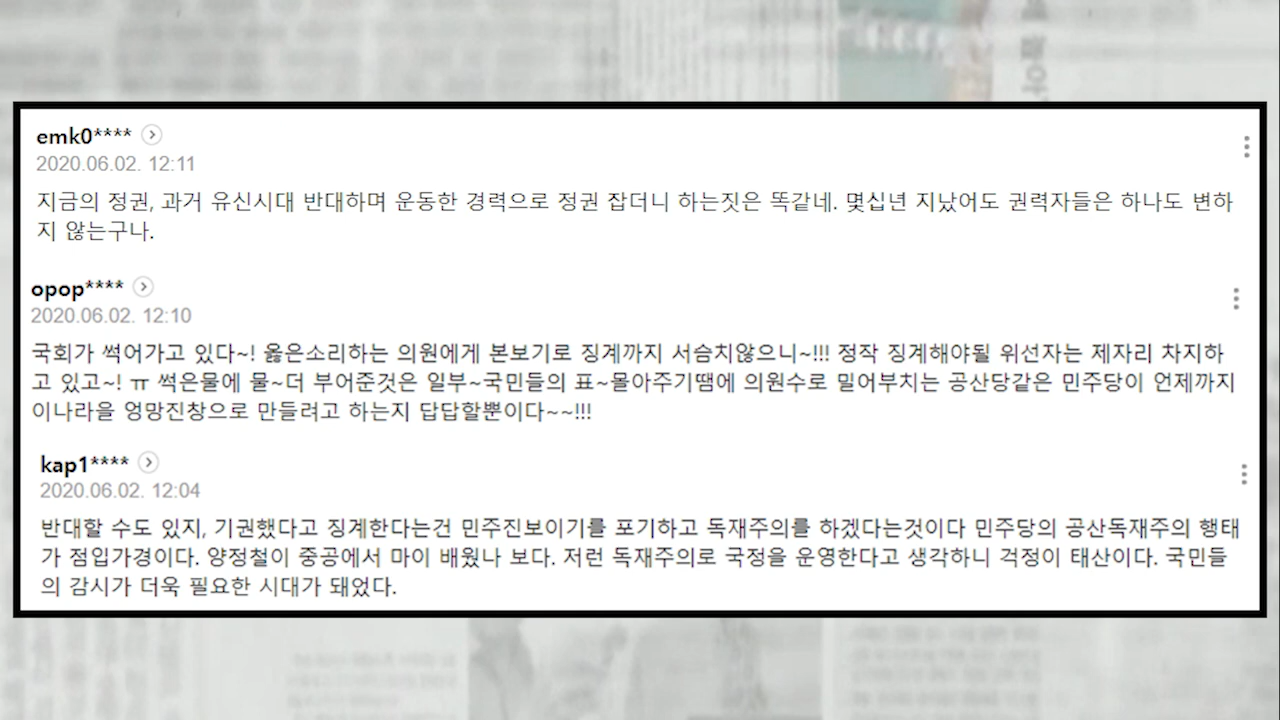 emk0****
2020.06.02. 12:11
지금의 정권, 과거 유신시대 반대하며 운동한 경력으로 정권 잡더니 하는짓은 똑같네. 몇십년 지났어도 권력자들은 하나도 변하
지 않는구나.
opop****
2020.06.02. 12:10
국회가 썩어가고 있다~! 옳은소리하는 의원에게 본보기로 징계까지 서슴치않으니~!!! 정작 징계해야될 위선자는 제자리 차지하
고 있고~! ㅠ 썩은물에 물~더 부어준것은 일부~국민들의 표~몰아주기땜에 의원수로 밀어부치는 공산당같은 민주당이 언제까지
이나라을 엉망진창으로 만들려고 하는지 답답할뿐이다~~!!!
kap1****
2020.06.02. 12:04
반대할 수도 있지, 기권했다고 징계한다는건 민주진보이기를 포기하고 독재주의를 하겠다는것이다 민주당의 공산독재주의 행태
가 점입가경이다. 양정철이 중공에서 마이 배웠나 보다. 저런 독재주의로 국정을 운영한다고 생각하니 걱정이 태산이다. 국민들
의 감시가 더욱 필요한 시대가 돼었다.